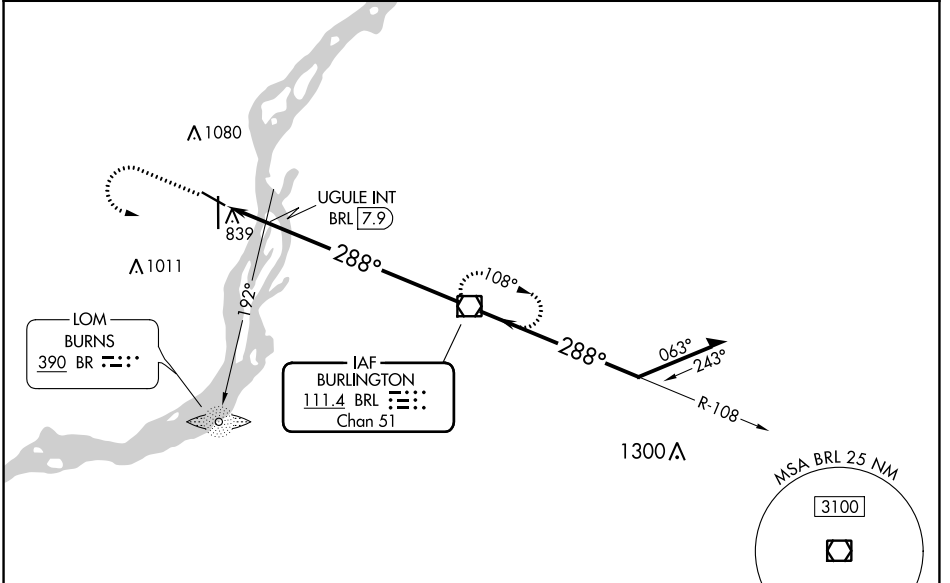 1080
UGULE INT
BRL 7.9
839
288°
1011
192°
108°
LOM
BURNS
390 BR
IAF
BURLINGTON
111.4 BRL
Chan 51
288°
063°
243°
R-108
1300
MSA BRL 25 NM
3100